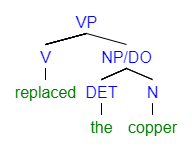 VP
V NP/DO
replaced DET N
the copper